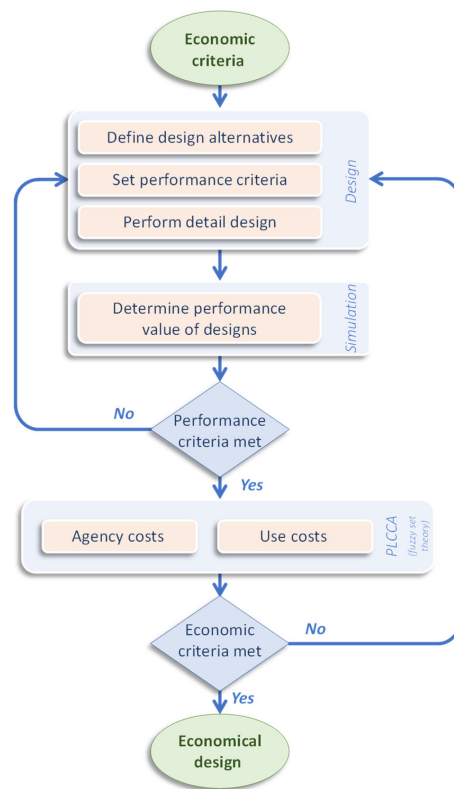 Economic
criteria
Define design alternatives
Set performance criteria
Perform detail design
Design
Determine performance
value of designs
Simulation
No
Performance
criteria met
Yes
Agency costs
Use costs
PLCCA
(fuzzy set
theory)
Economic
criteria met
No
Yes
Economical
design